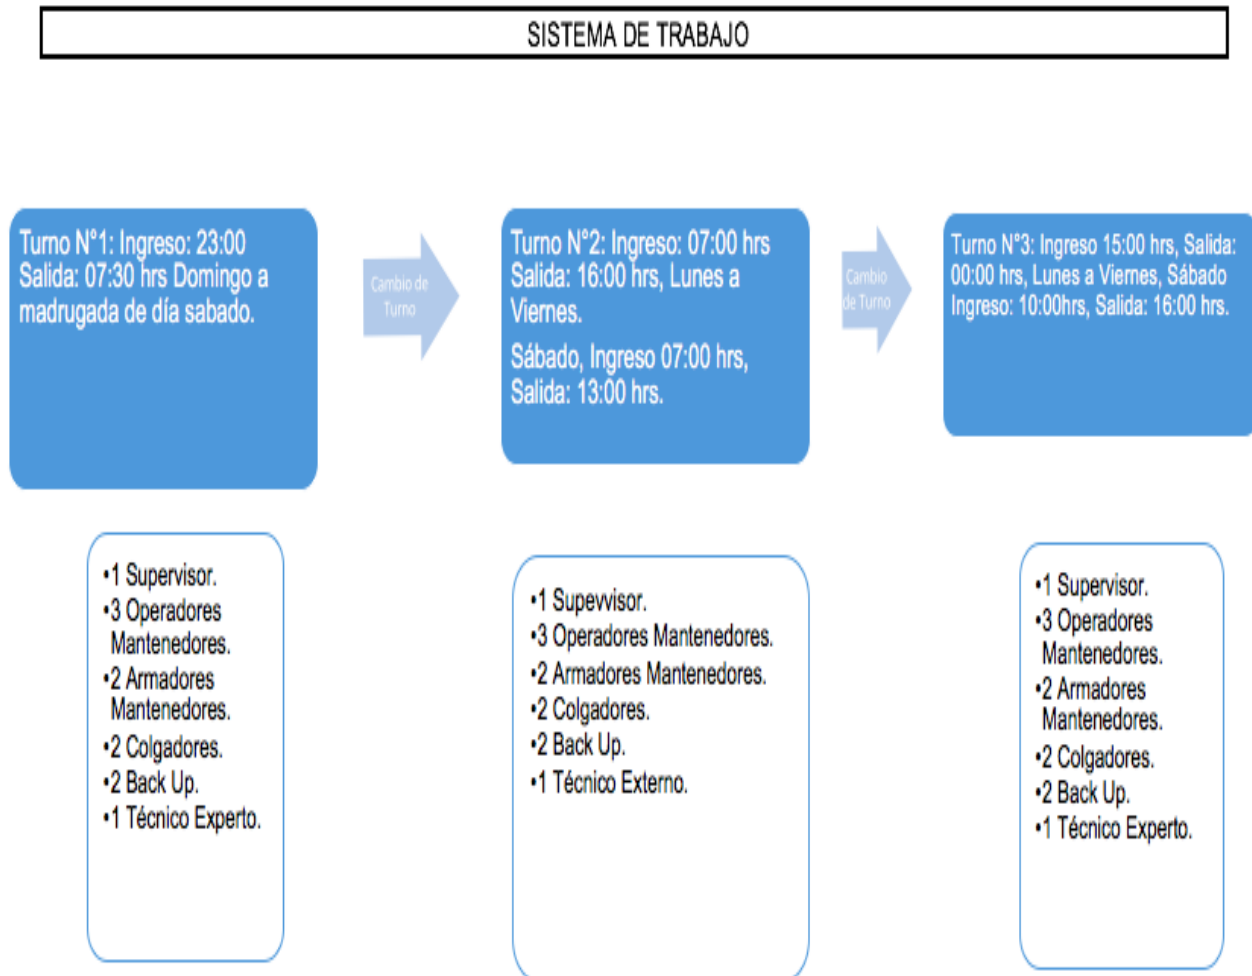 SISTEMA DE TRABAJO
Turno N°1: Ingreso: 23:00
Salida: 07:30 hrs Domingo a
madrugada de día sabado.
Cambio de
Turno
Turno N°2: Ingreso: 07:00 hrs
Salida: 16:00 hrs, Lunes a
Viernes.
Sábado, Ingreso 07:00 hrs,
Salida: 13:00 hrs.
Cambio
de Turno
Turno N°3: Ingreso 15:00 hrs, Salida:
00:00 hrs, Lunes a Viernes, Sábado
Ingreso: 10:00hrs, Salida: 16:00 hrs.
•1 Supervisor.
•3 Operadores
Mantenedores.
•2 Armadores
Mantenedores.
•2 Colgadores.
•2 Back Up.
•1 Técnico Experto.
•1 Supevvisor.
•3 Operadores Mantenedores.
•2 Armadores Mantenedores.
•2 Colgadores.
•2 Back Up.
•1 Técnico Externo.
•1 Supervisor.
•3 Operadores
Mantenedores.
•2 Armadores
Mantenedores.
•2 Colgadores.
•2 Back Up.
•1 Técnico Experto.